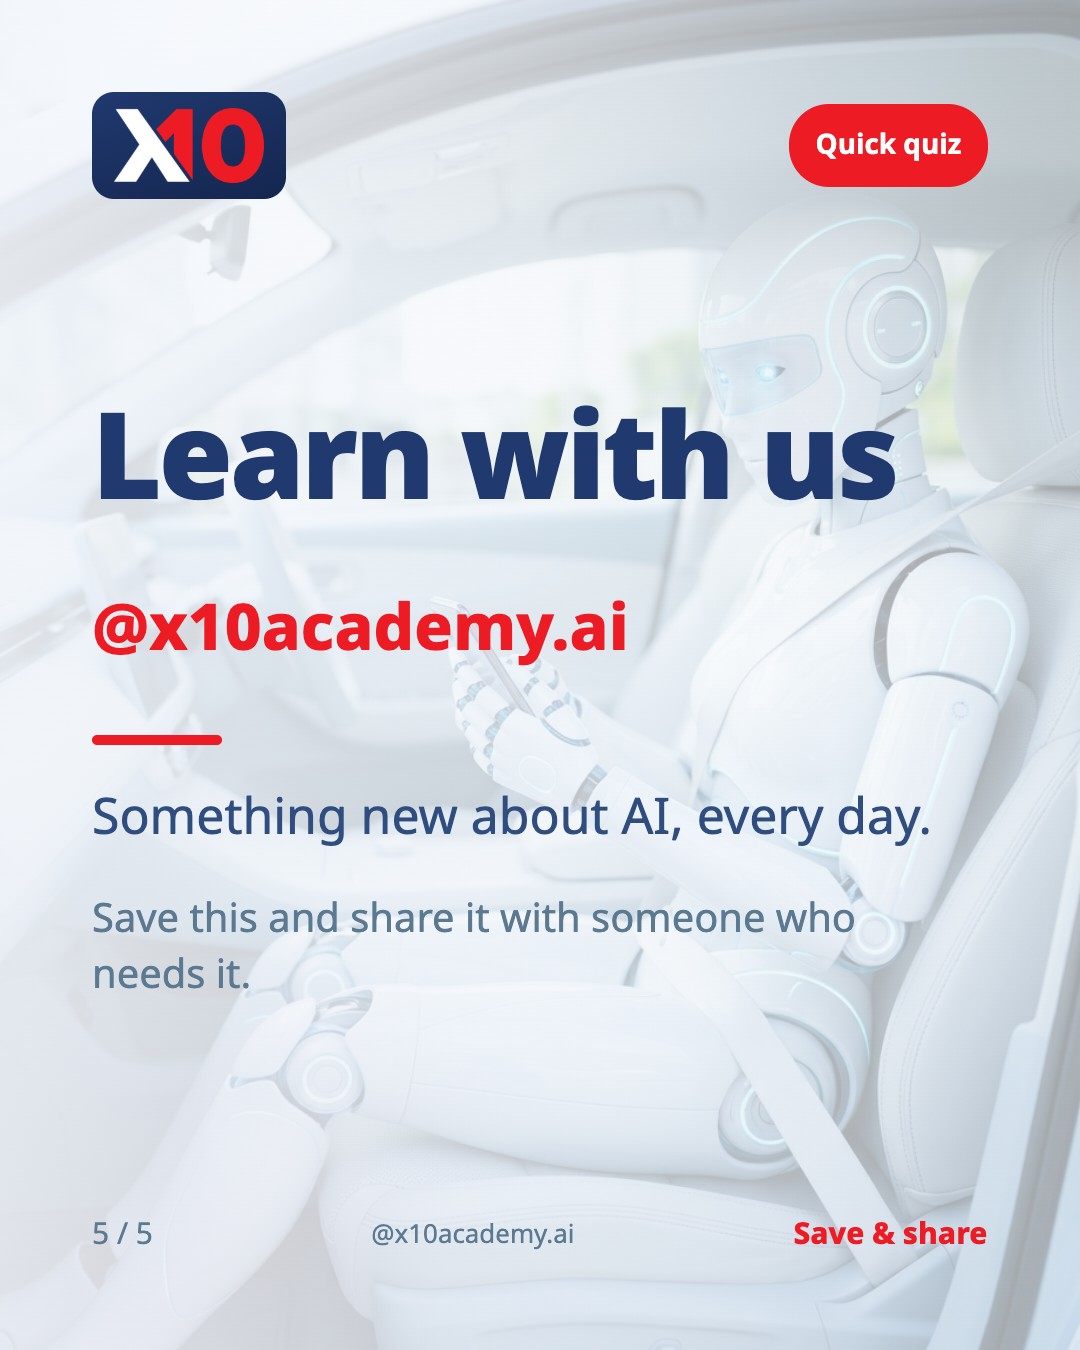 X10
Quick quiz
Learn with us
@x10academy.ai
Something new about AI, every day.
Save this and share it with someone who
needs it.
5 / 5
@x10academy.ai
Save & share